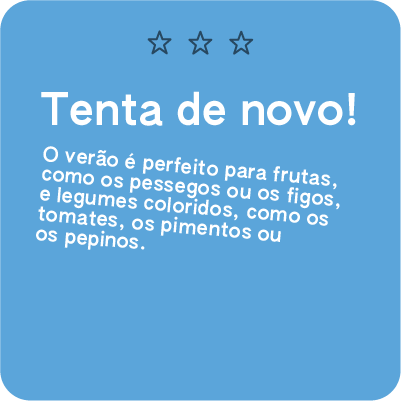 Tenta de novo!
O verão é perfeito para frutas,
como os pessegos ou os figos,
e legumes coloridos, como os
tomates, os pimentos ou
os pepinos.